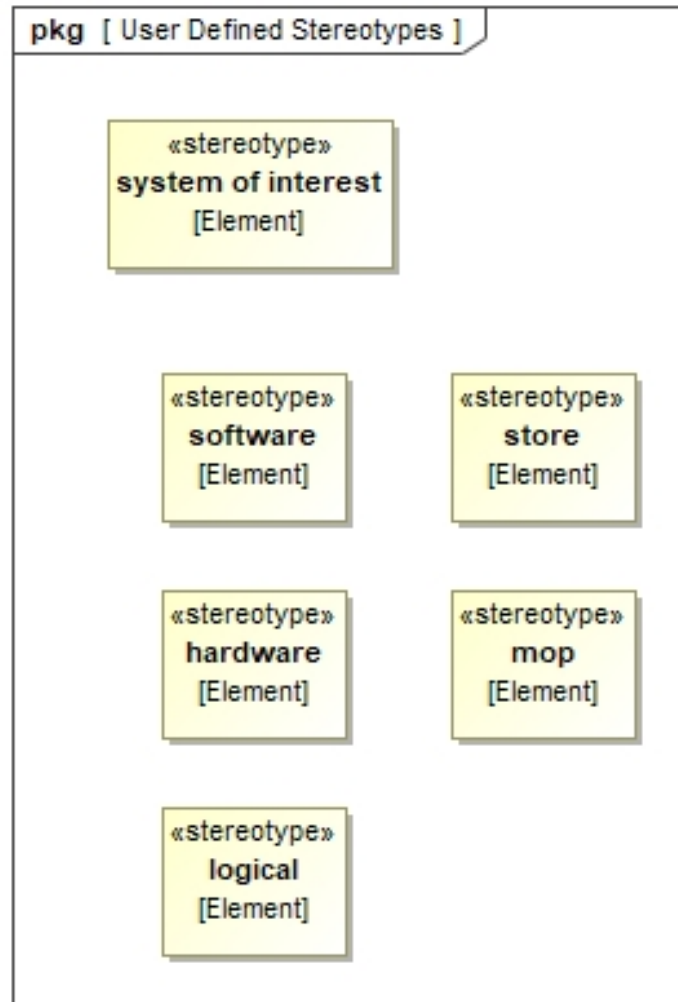 pkg [ User Defined Stereotypes ]
«stereotype»
system of interest
[Element]
«stereotype»
software
[Element]
«stereotype»
store
[Element]
«stereotype»
hardware
[Element]
«stereotype»
mop
[Element]
«stereotype»
logical
[Element]